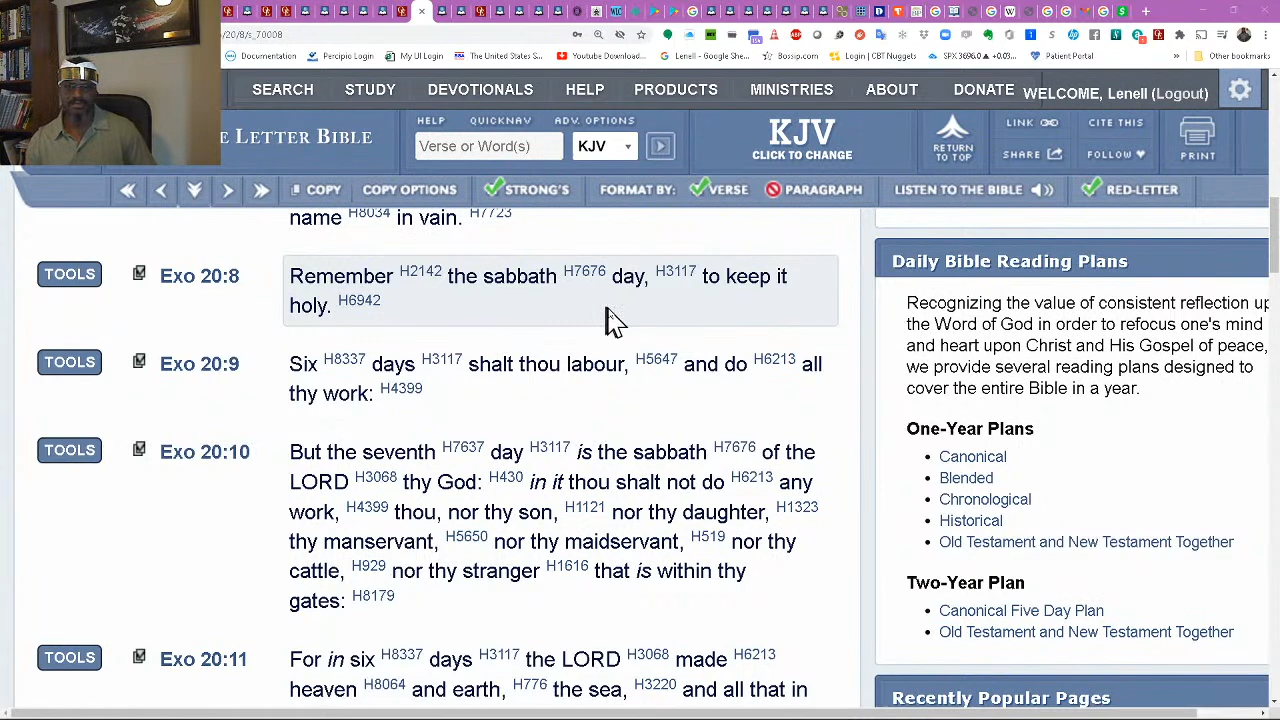 20/8/s_70008
Documentation Percipio Login My UI Login The United States... Youtube Download... Lenell - Google She... Bossip.com Login | CBT Nuggets SPX 3696.0 ▲ +0.03... Patient Portal » Other bookmarks
SEARCH STUDY DEVOTIONALS HELP PRODUCTS MINISTRIES ABOUT DONATE WELCOME, Lenell (Logout)
E LETTER BIBLE
HELP QUICKNAV ADV. OPTIONS
Verse or Word(s) KJV
KJV
CLICK TO CHANGE
RETURN
TO TOP
LINK CITE THIS
SHARE FOLLOW
PRINT
COPY COPY OPTIONS STRONG'S FORMAT BY: VERSE PARAGRAPH LISTEN TO THE BIBLE RED-LETTER
name H8034 in vain. H7723
TOOLS Exo 20:8 Remember H2142 the sabbath H7676 day, H3117 to keep it
holy. H6942
TOOLS Exo 20:9 Six H8337 days H3117 shalt thou labour, H5647 and do H6213 all
thy work: H4399
TOOLS Exo 20:10 But the seventh H7637 day H3117 is the sabbath H7676 of the
LORD H3068 thy God: H430 in it thou shalt not do H6213 any
work, H4399 thou, nor thy son, H1121 nor thy daughter, H1323
thy manservant, H5650 nor thy maidservant, H519 nor thy
cattle, H929 nor thy stranger H1616 that is within thy
gates: H8179
TOOLS Exo 20:11 For in six H8337 days H3117 the LORD H3068 made H6213
heaven H8064 and earth, H776 the sea, H3220 and all that in
Daily Bible Reading Plans
Recognizing the value of consistent reflection up
the Word of God in order to refocus one's mind
and heart upon Christ and His Gospel of peace,
we provide several reading plans designed to
cover the entire Bible in a year.
One-Year Plans
• Canonical
• Blended
• Chronological
• Historical
• Old Testament and New Testament Together
Two-Year Plan
• Canonical Five Day Plan
• Old Testament and New Testament Together
Recently Popular Pages